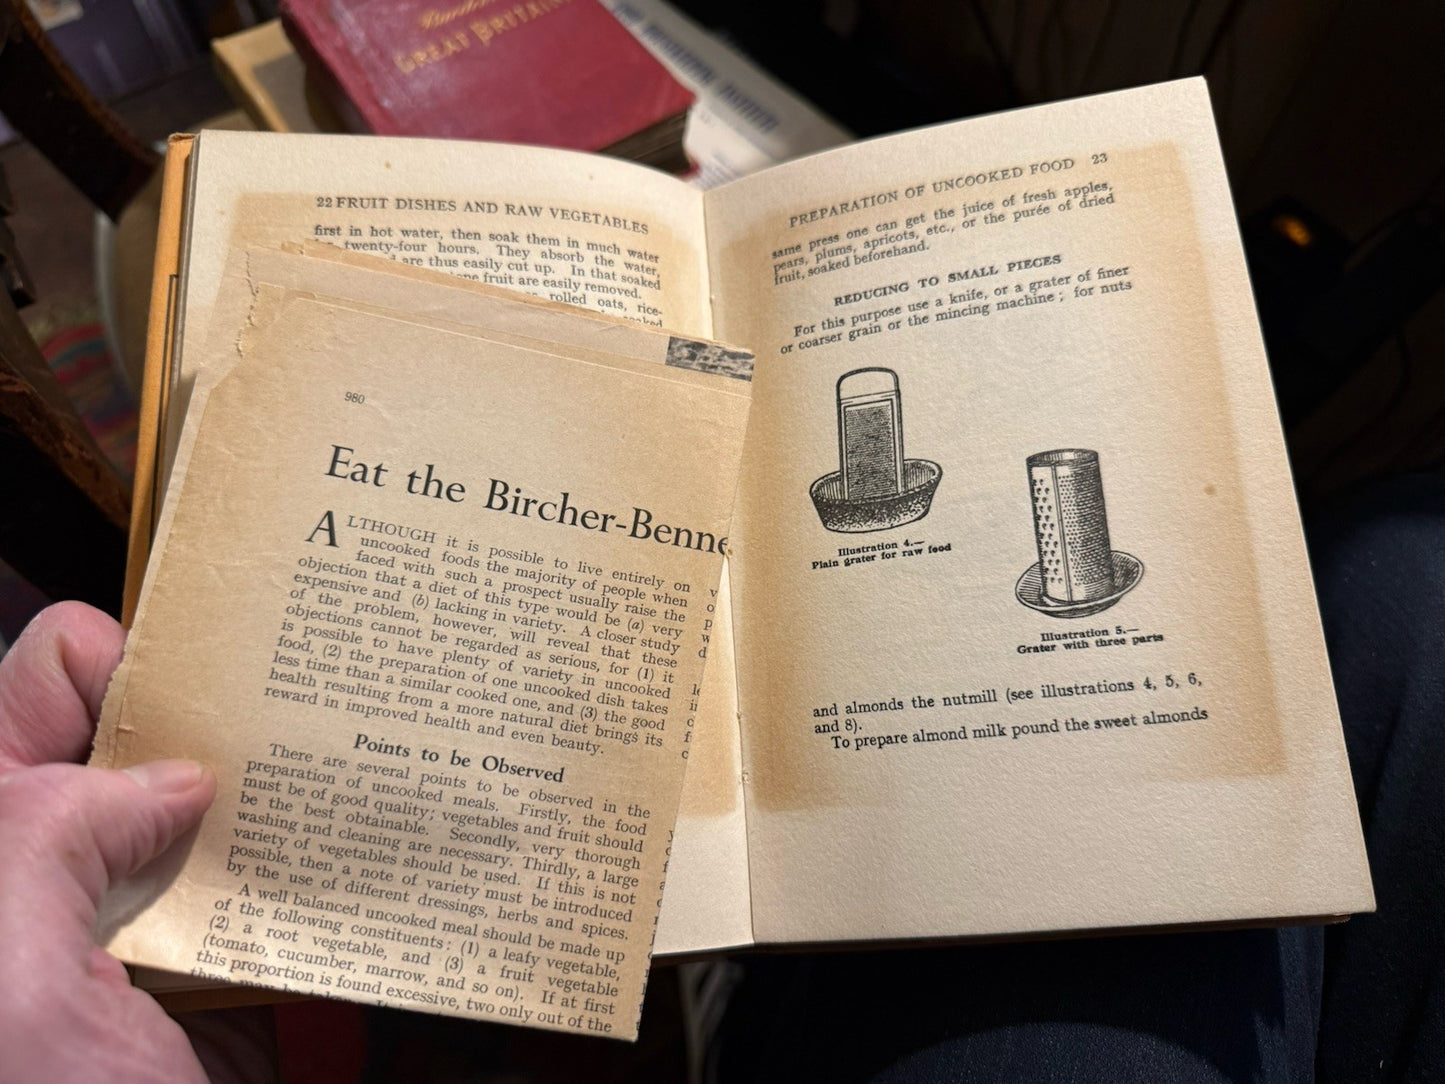 GREAT BRITAIN
22 FRUIT DISHES AND RAW VEGETABLES
first in hot water, then soak them in much water
twenty-four hours. They absorb the water,
are thus easily cut up. In that soaked
fruit are easily removed.
rolled oats, rice-
soaked
980
Eat the Bircher-Benne
ALTHOUGH it is possible to live entirely on
uncooked foods the majority of people when
faced with such a prospect usually raise the
objection that a diet of this type would be (a) very
expensive and (b) lacking in variety. A closer study
of the problem, however, will reveal that these
objections cannot be regarded as serious, for (1) it
is possible to have plenty of variety in uncooked
food, (2) the preparation of one uncooked dish takes
less time than a similar cooked one, and (3) the good
health resulting from a more natural diet brings its
reward in improved health and even beauty.
Points to be Observed
There are several points to be observed in the
preparation of uncooked meals. Firstly, the food
must be of good quality; vegetables and fruit should
be the best obtainable. Secondly, very thorough
washing and cleaning are necessary. Thirdly, a large
variety of vegetables should be used. If this is not
possible, then a note of variety must be introduced
by the use of different dressings, herbs and spices.
A well balanced uncooked meal should be made up
of the following constituents: (1) a leafy vegetable,
(2) a root vegetable, and (3) a fruit vegetable
(tomato, cucumber, marrow, and so on). If at first
this proportion is found excessive, two only out of the
three may be taken.
PREPARATION OF UNCOOKED FOOD 23
same press one can get the juice of fresh apples,
pears, plums, apricots, etc., or the purée of dried
fruit, soaked beforehand.
REDUCING TO SMALL PIECES
For this purpose use a knife, or a grater of finer
or coarser grain or the mincing machine; for nuts
Illustration 4.—
Plain grater for raw food
Illustration 5.—
Grater with three parts
and almonds the nutmill (see illustrations 4, 5, 6,
and 8).
To prepare almond milk pound the sweet almonds